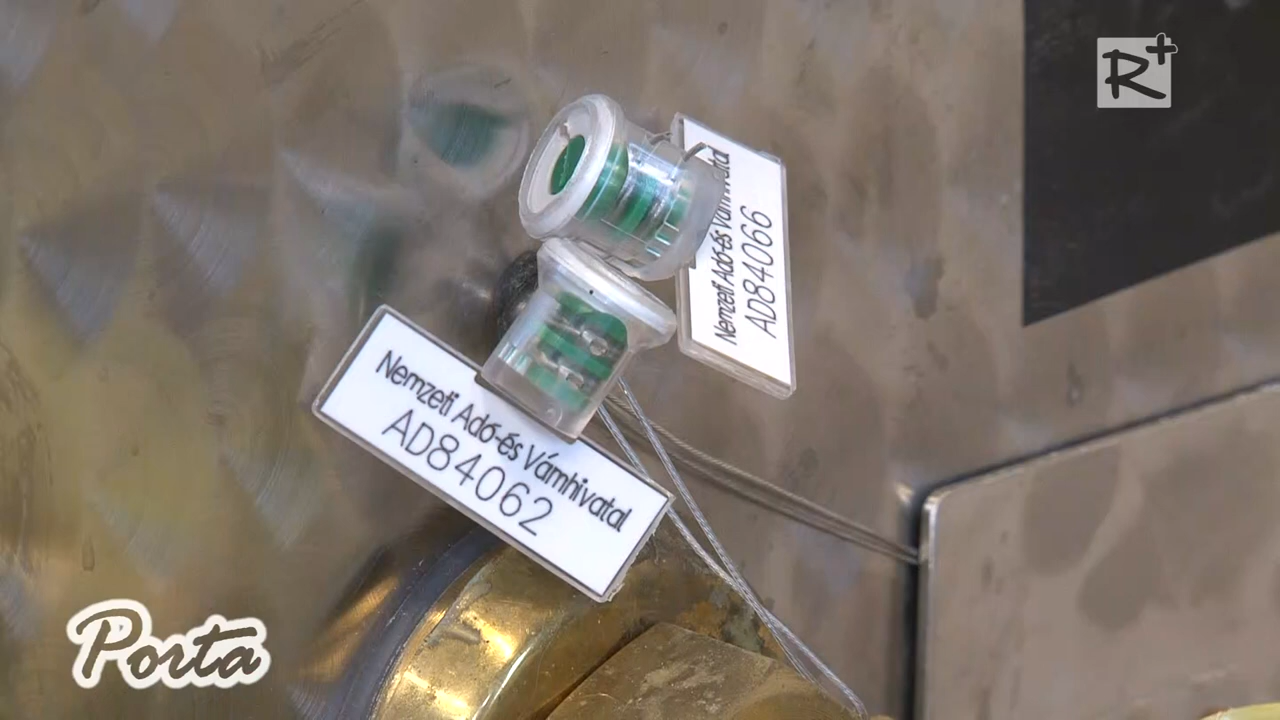 R+
Nemzeti Adó-és Vámhivatal
AD84066
Nemzeti Adó-és Vámhivatal
AD84062
Porta